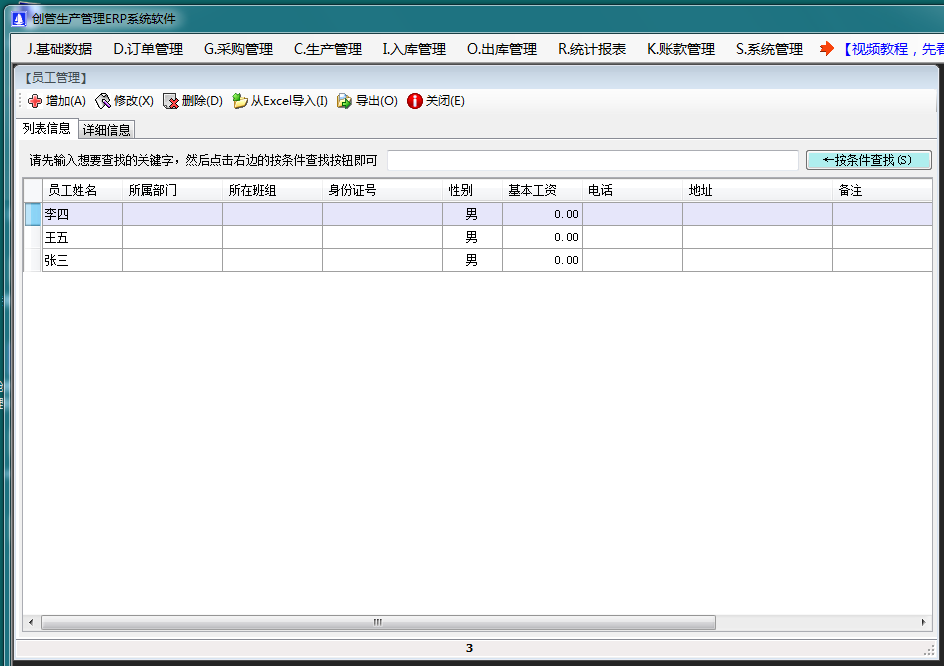 创管生产管理ERP系统软件
J.基础数据 D.订单管理 G.采购管理 C.生产管理 I.入库管理 O.出库管理 R.统计报表 K.账款管理 S.系统管理 【视频教程，先看
【员工管理】
增加(A) 修改(X) 删除(D) 从Excel导入(I) 导出(O) 关闭(E)
列表信息 详细信息
请先输入想要查找的关键字，然后点击右边的按条件查找按钮即可 ←按条件查找(S)
员工姓名 所属部门 所在班组 身份证号 性别 基本工资 电话 地址 备注
李四 男 0.00
王五 男 0.00
张三 男 0.00
3